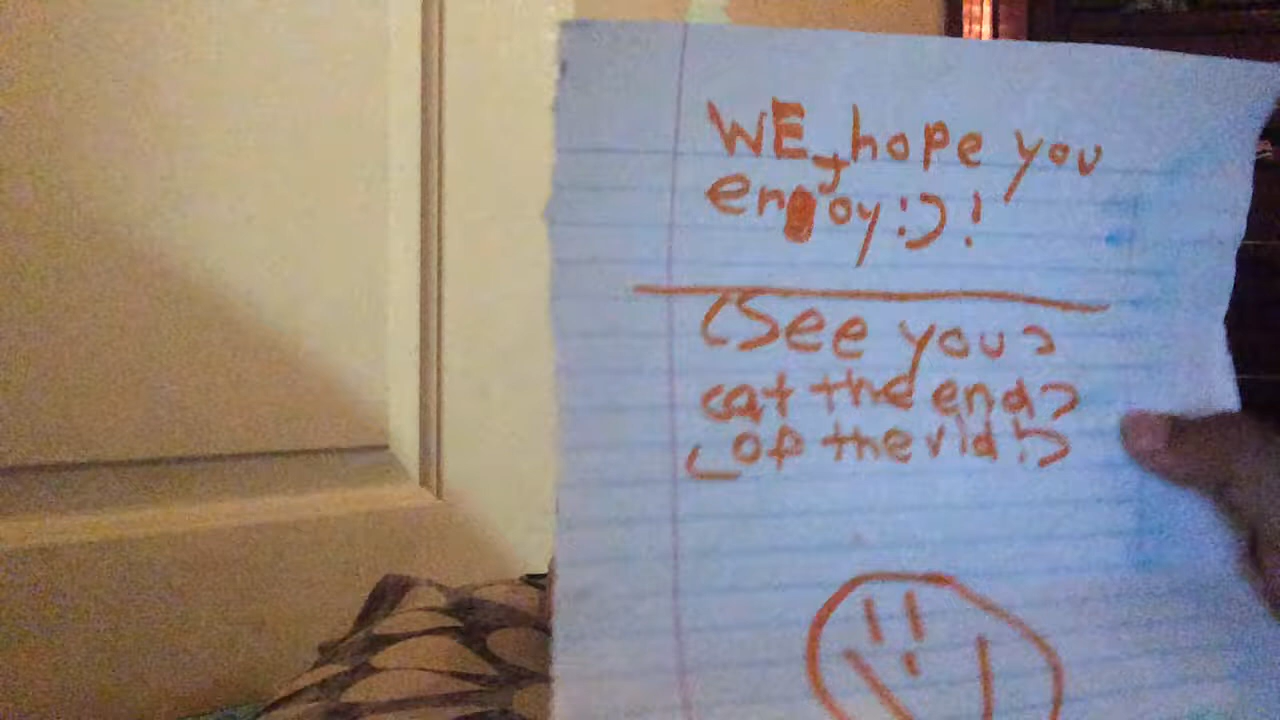 WE hope you
enjoy :)!
(See you)
(at the end)
(of the vid!)